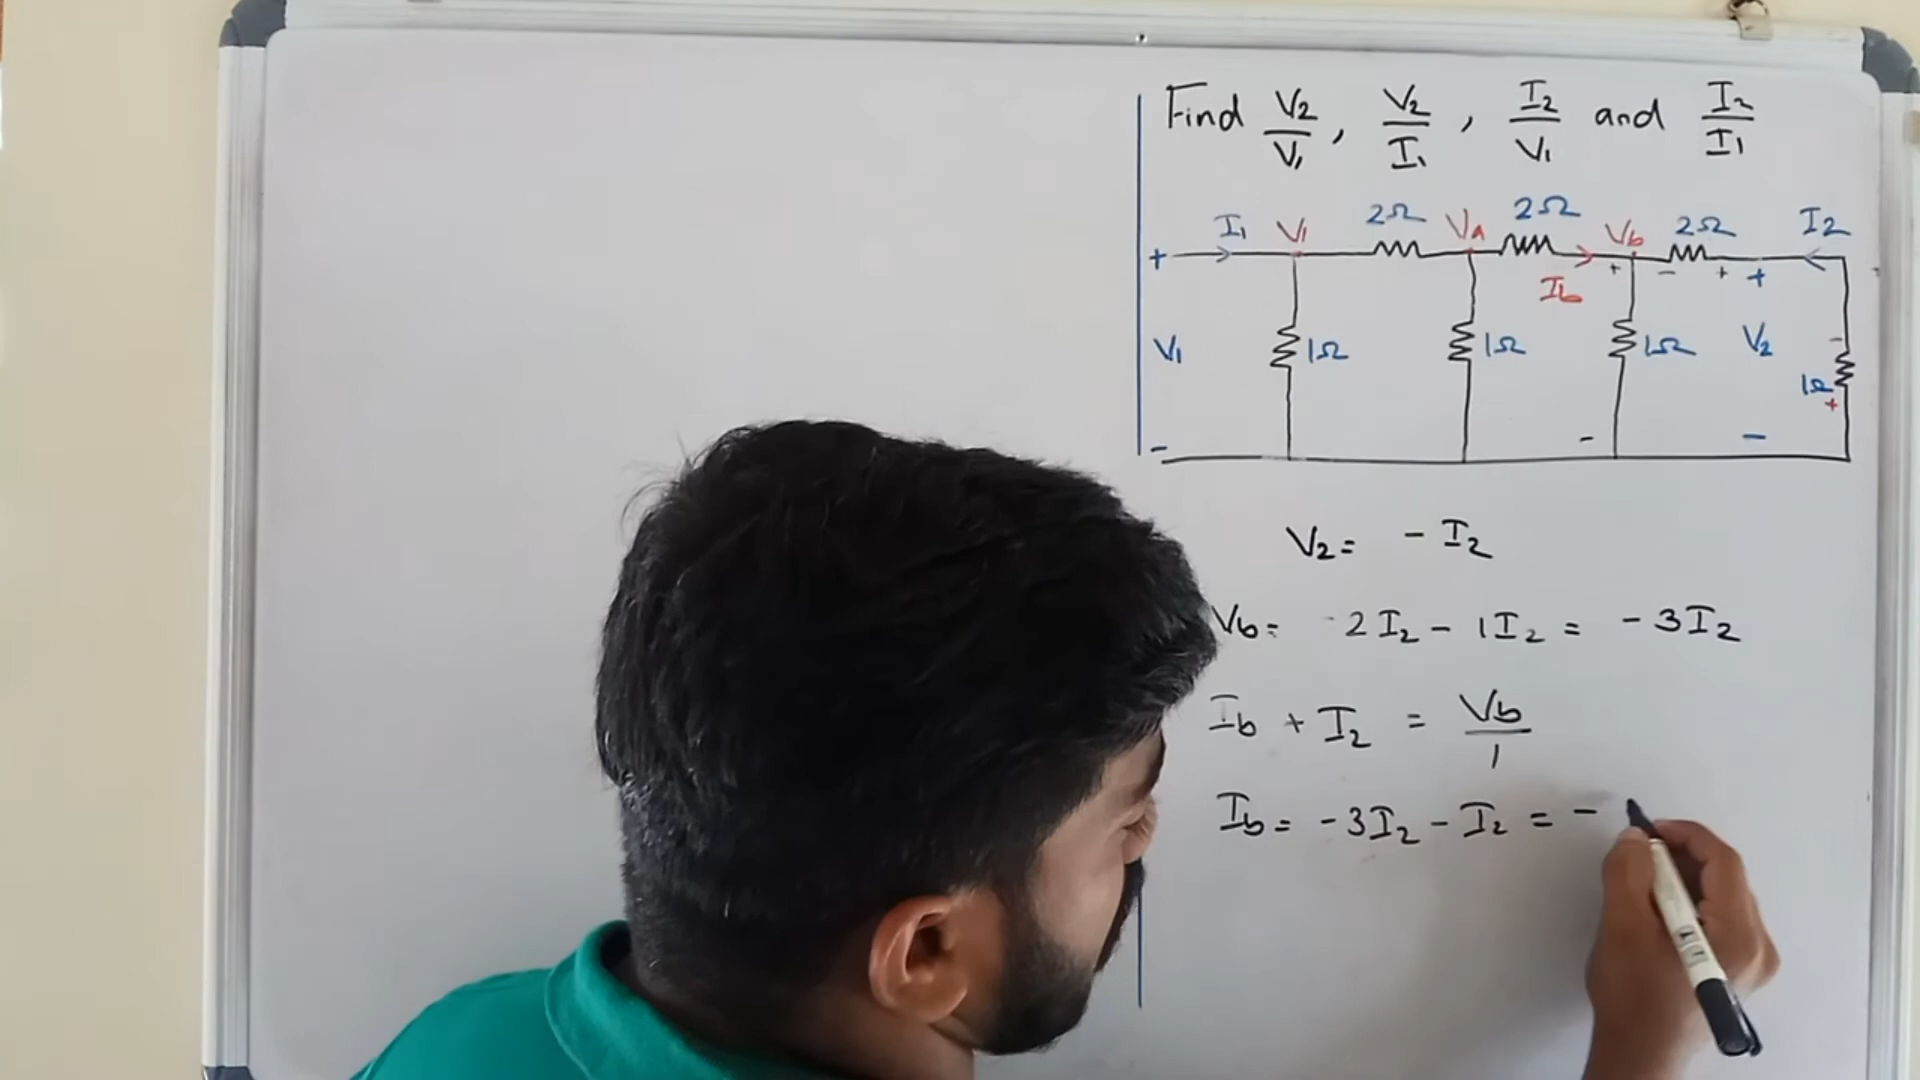 Find V2/V1, V2/I1, I2/V1 and I2/I1
2Ω 2Ω 2Ω
I1 V1 Va Vb I2
+ + - + +
Ib
V1 1Ω 1Ω 1Ω V2 -
1Ω
+
- - -
V2 = - I2
Vb = - 2I2 - 1I2 = - 3I2
Ib + I2 = Vb/1
Ib = - 3I2 - I2 = -